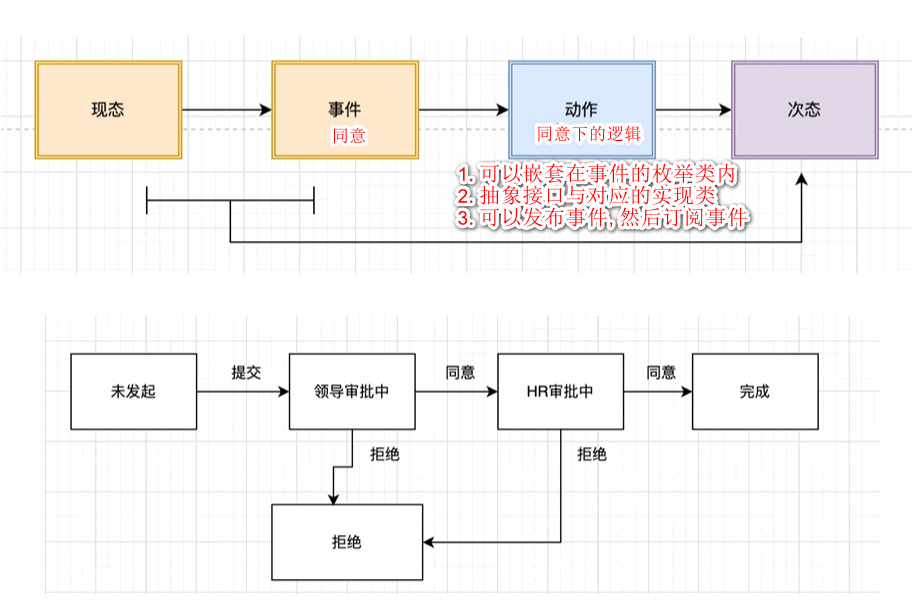 现态
事件
动作
次态
同意
同意下的逻辑
1. 可以嵌套在事件的枚举类内
2. 抽象接口与对应的实现类
3. 可以发布事件, 然后订阅事件
未发起
提交
领导审批中
同意
HR审批中
同意
完成
拒绝
拒绝
拒绝